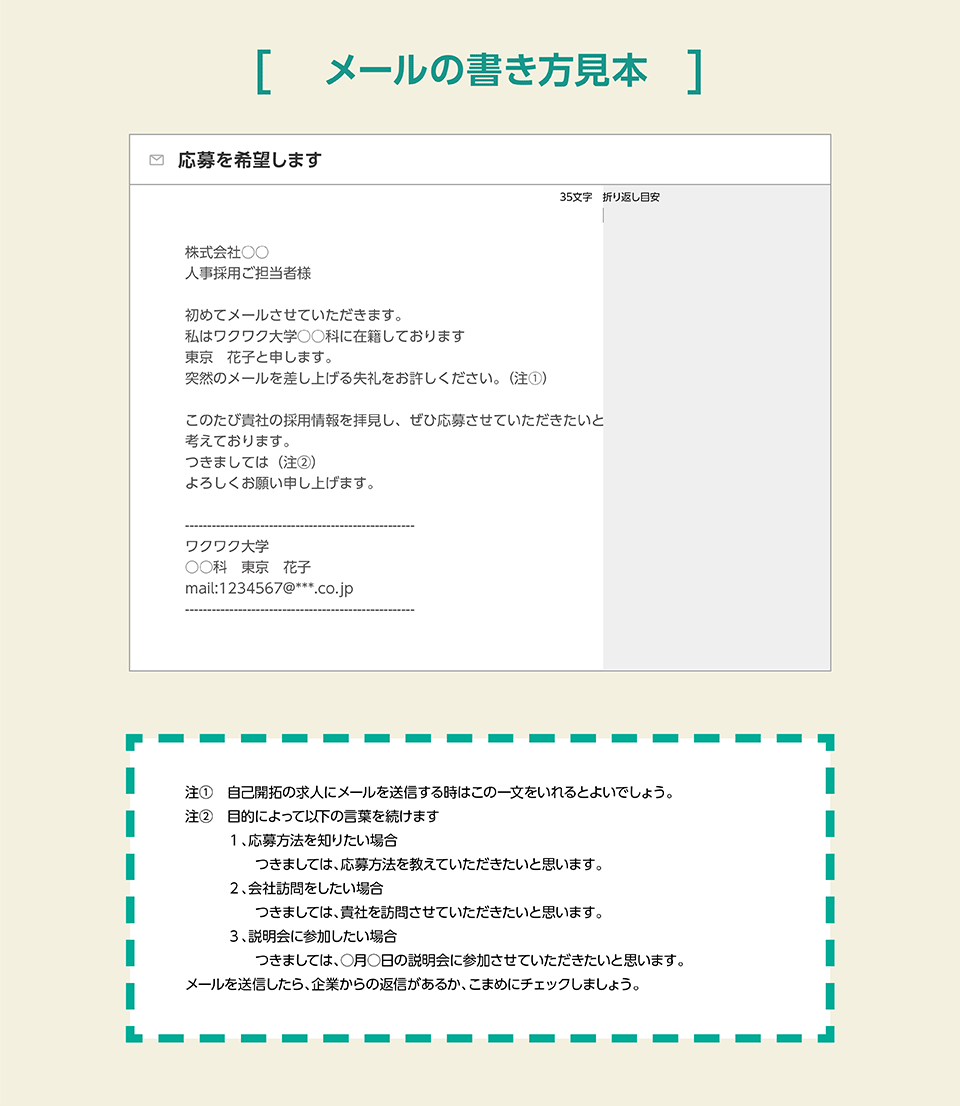 [ メールの書き方見本 ]
応募を希望します
35文字 折り返し目安
株式会社〇〇
人事採用ご担当者様
初めてメールさせていただきます。
私はワクワク大学〇〇科に在籍しております
東京　花子と申します。
突然のメールを差し上げる失礼をお許しください。（注①）
このたび貴社の採用情報を拝見し、ぜひ応募させていただきたいと
考えております。
つきましては（注②）
よろしくお願い申し上げます。
----------------------------------------------------
ワクワク大学
〇〇科　東京　花子
mail:1234567@***.co.jp
----------------------------------------------------
注①　自己開拓の求人にメールを送信する時はこの一文をいれるとよいでしょう。
注②　目的によって以下の言葉を続けます
１、応募方法を知りたい場合
つきましては、応募方法を教えていただきたいと思います。
２、会社訪問をしたい場合
つきましては、貴社を訪問させていただきたいと思います。
３、説明会に参加したい場合
つきましては、〇月〇日の説明会に参加させていただきたいと思います。
メールを送信したら、企業からの返信があるか、こまめにチェックしましょう。